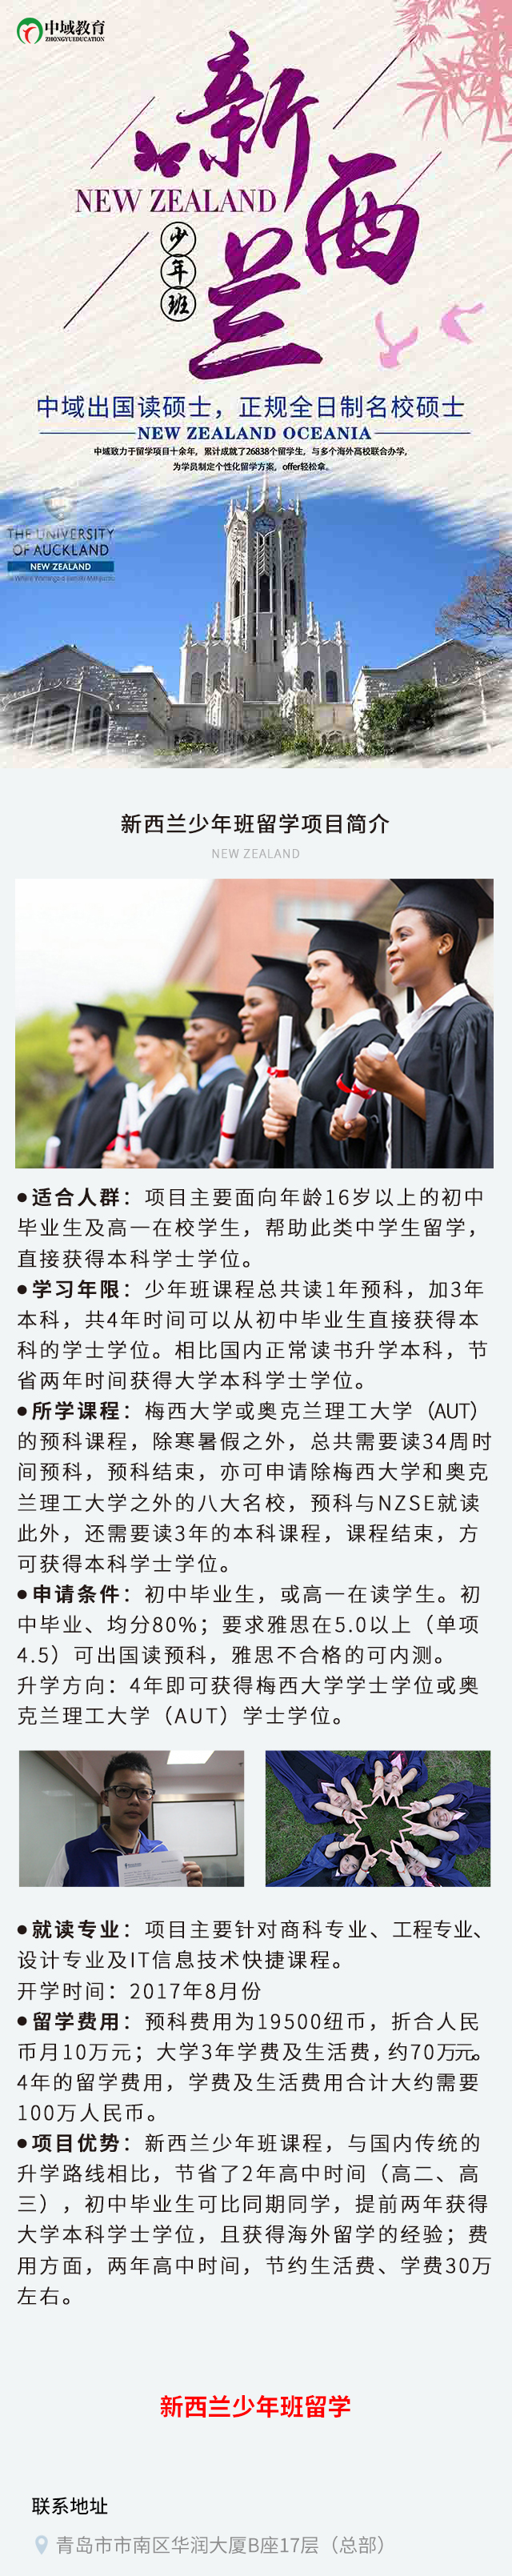 中域教育
ZHONGYUEDUCATION
新
西
兰
NEW ZEALAND
少
年
班
中域出国读硕士，正规全日制名校硕士
NEW ZEALAND OCEANIA
中域致力于留学项目十余年，累计成就了26838个留学生，与多个海外高校联合办学，
为学员制定个性化留学方案，offer轻松拿。
THE UNIVERSITY
OF AUCKLAND
NEW ZEALAND
新西兰少年班留学项目简介
NEW ZEALAND
●适合人群：项目主要面向年龄16岁以上的初中
毕业生及高一在校学生，帮助此类中学生留学，
直接获得本科学士学位。
●学习年限：少年班课程总共读1年预科，加3年
本科，共4年时间可以从初中毕业生直接获得本
科的学士学位。相比国内正常读书升学本科，节
省两年时间获得大学本科学士学位。
●所学课程：梅西大学或奥克兰理工大学（AUT）
的预科课程，除寒暑假之外，总共需要读34周时
间预科，预科结束，亦可申请除梅西大学和奥克
兰理工大学之外的八大名校，预科与NZSE就读
此外，还需要读3年的本科课程，课程结束，方
可获得本科学士学位。
●申请条件：初中毕业生，或高一在读学生。初
中毕业、均分80%；要求雅思在5.0以上（单项
4.5）可出国读预科，雅思不合格的可内测。
升学方向：4年即可获得梅西大学学士学位或奥
克兰理工大学（AUT）学士学位。
●就读专业：项目主要针对商科专业、工程专业、
设计专业及IT信息技术快捷课程。
开学时间：2017年8月份
●留学费用：预科费用为19500纽币，折合人民
币月10万元；大学3年学费及生活费，约70万元。
4年的留学费用，学费及生活费用合计大约需要
100万人民币。
●项目优势：新西兰少年班课程，与国内传统的
升学路线相比，节省了2年高中时间（高二、高
三），初中毕业生可比同期同学，提前两年获得
大学本科学士学位，且获得海外留学的经验；费
用方面，两年高中时间，节约生活费、学费30万
左右。
新西兰少年班留学
联系地址
青岛市市南区华润大厦B座17层（总部）